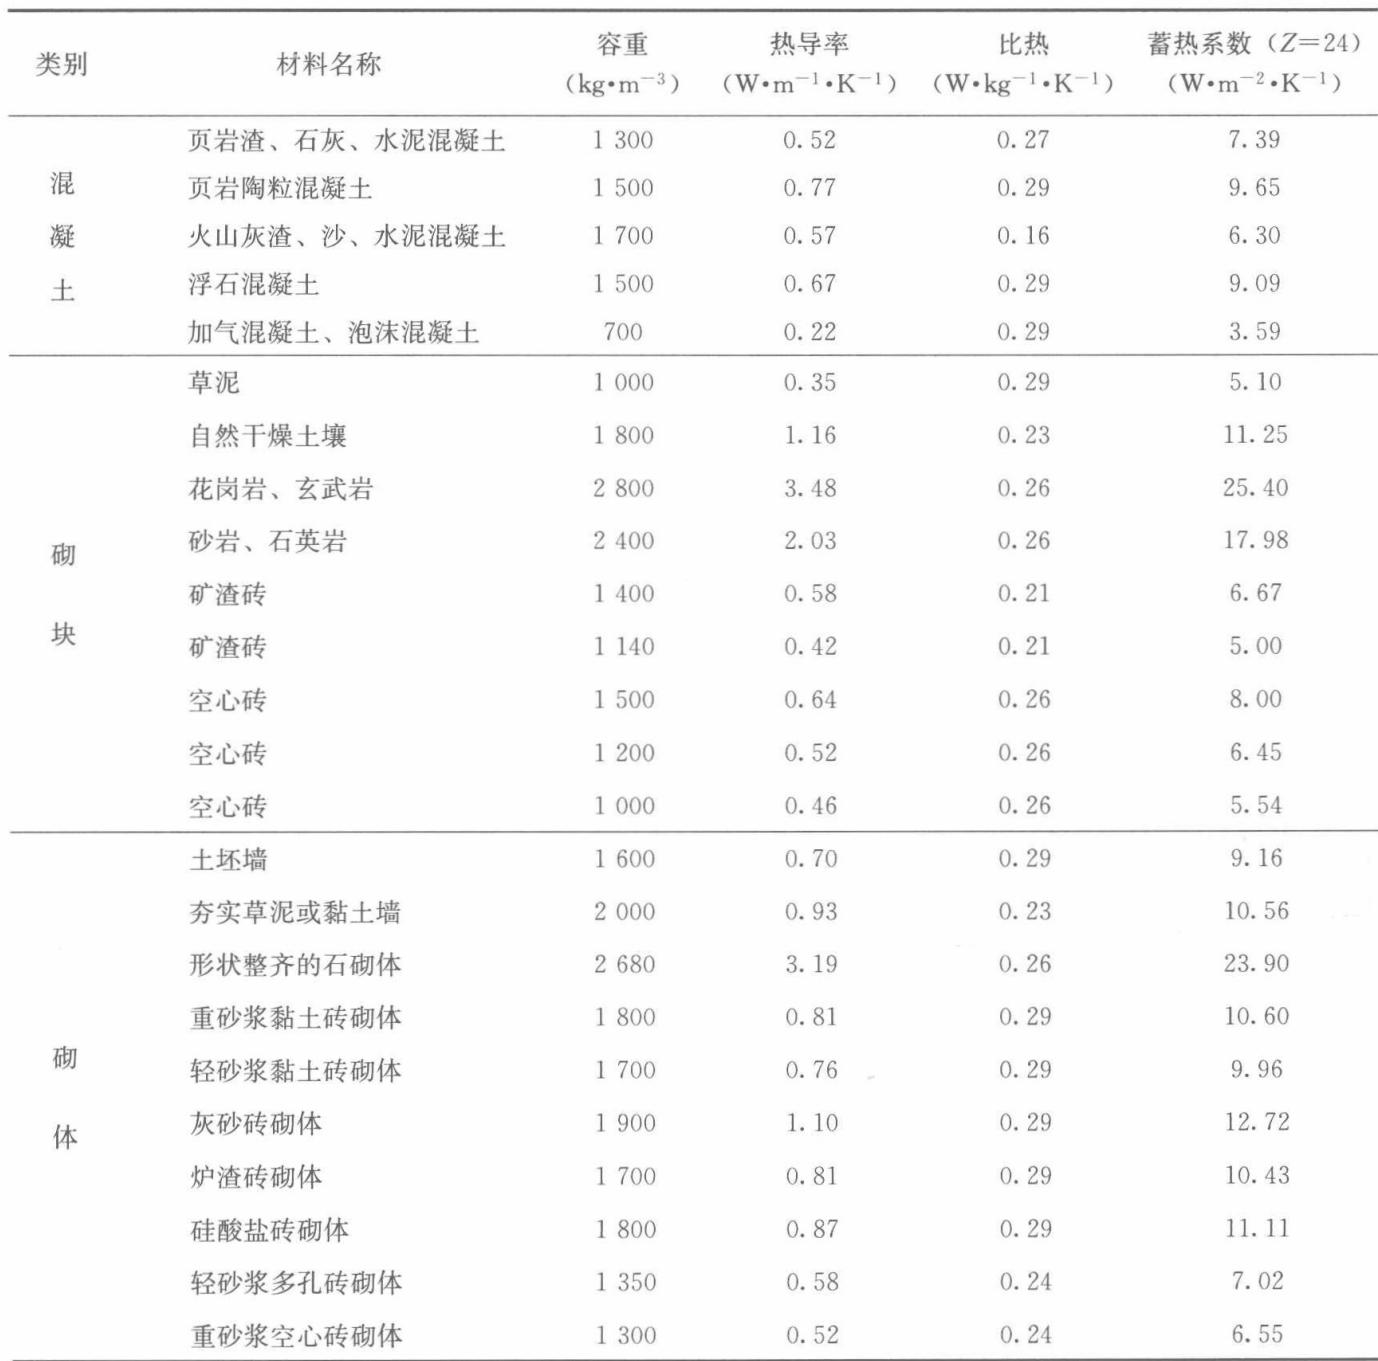 类别 材料名称 容重 热导率 比热 蓄热系数（Z=24）
（kg•m⁻³） （W•m⁻¹•K⁻¹） （W•kg⁻¹•K⁻¹） （W•m⁻²•K⁻¹）
混凝土
页岩渣、石灰、水泥混凝土 1 300 0.52 0.27 7.39
页岩陶粒混凝土 1 500 0.77 0.29 9.65
火山灰渣、沙、水泥混凝土 1 700 0.57 0.16 6.30
浮石混凝土 1 500 0.67 0.29 9.09
加气混凝土、泡沫混凝土 700 0.22 0.29 3.59
砌块
草泥 1 000 0.35 0.29 5.10
自然干燥土壤 1 800 1.16 0.23 11.25
花岗岩、玄武岩 2 800 3.48 0.26 25.40
砂岩、石英岩 2 400 2.03 0.26 17.98
矿渣砖 1 400 0.58 0.21 6.67
矿渣砖 1 140 0.42 0.21 5.00
空心砖 1 500 0.64 0.26 8.00
空心砖 1 200 0.52 0.26 6.45
空心砖 1 000 0.46 0.26 5.54
砌体
土坯墙 1 600 0.70 0.29 9.16
夯实草泥或黏土墙 2 000 0.93 0.23 10.56
形状整齐的石砌体 2 680 3.19 0.26 23.90
重砂浆黏土砖砌体 1 800 0.81 0.29 10.60
轻砂浆黏土砖砌体 1 700 0.76 0.29 9.96
灰砂砖砌体 1 900 1.10 0.29 12.72
炉渣砖砌体 1 700 0.81 0.29 10.43
硅酸盐砖砌体 1 800 0.87 0.29 11.11
轻砂浆多孔砖砌体 1 350 0.58 0.24 7.02
重砂浆空心砖砌体 1 300 0.52 0.24 6.55